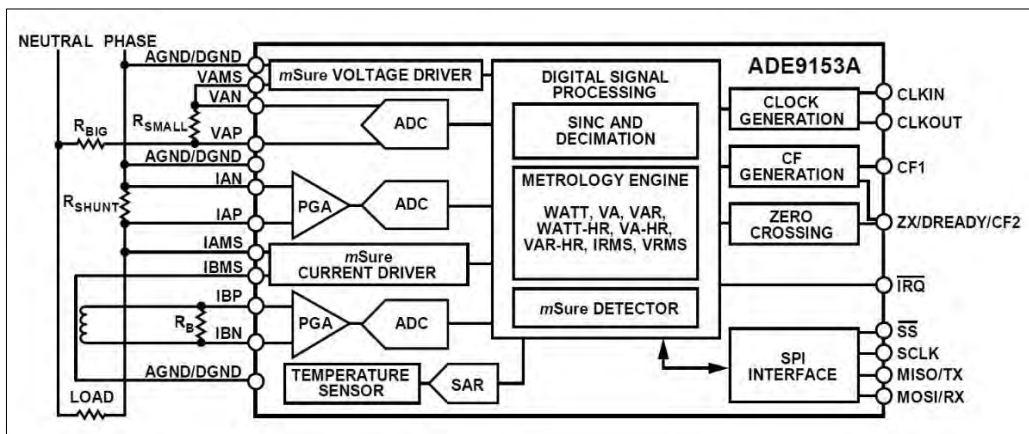 NEUTRAL PHASE
AGND/DGND
VAMS
VAN
RSMALL
RBIG
VAP
AGND/DGND
IAN
RSHUNT
IAP
IAMS
IBMS
IBP
RB
IBN
AGND/DGND
LOAD
mSure VOLTAGE DRIVER
ADC
PGA
ADC
mSure
CURRENT DRIVER
PGA
ADC
TEMPERATURE
SENSOR
SAR
DIGITAL SIGNAL
PROCESSING
SINC AND
DECIMATION
METROLOGY ENGINE
WATT, VA, VAR,
WATT-HR, VA-HR,
VAR-HR, IRMS, VRMS
mSure DETECTOR
ADE9153A
CLOCK
GENERATION
CF
GENERATION
ZERO
CROSSING
SPI
INTERFACE
CLKIN
CLKOUT
CF1
ZX/DREADY/CF2
IRQ
SS
SCLK
MISO/TX
MOSI/RX